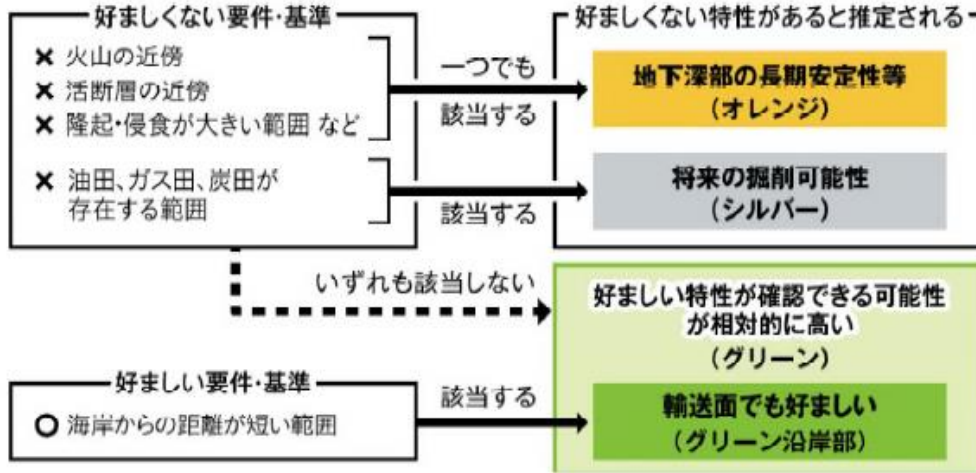 好ましくない要件・基準
× 火山の近傍
× 活断層の近傍
× 隆起・侵食が大きい範囲 など
× 油田、ガス田、炭田が
存在する範囲
一つでも
該当する
該当する
好ましくない特性があると推定される
地下深部の長期安定性等
(オレンジ)
将来の掘削可能性
(シルバー)
いずれも該当しない
好ましい特性が確認できる可能性
が相対的に高い
(グリーン)
好ましい要件・基準
○ 海岸からの距離が短い範囲
該当する
輸送面でも好ましい
(グリーン沿岸部)